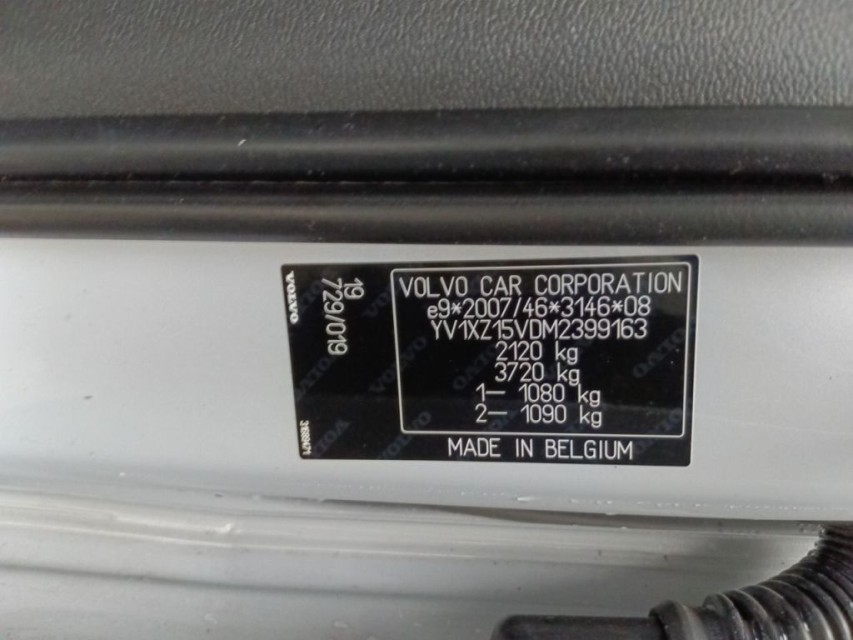 VOLVO
19
729/019
VOLVO CAR CORPORATION
e9*2007/46*3146*08
YV1XZ15VDM2399163
2120 kg
3720 kg
1– 1080 kg
2– 1090 kg
MADE IN BELGIUM